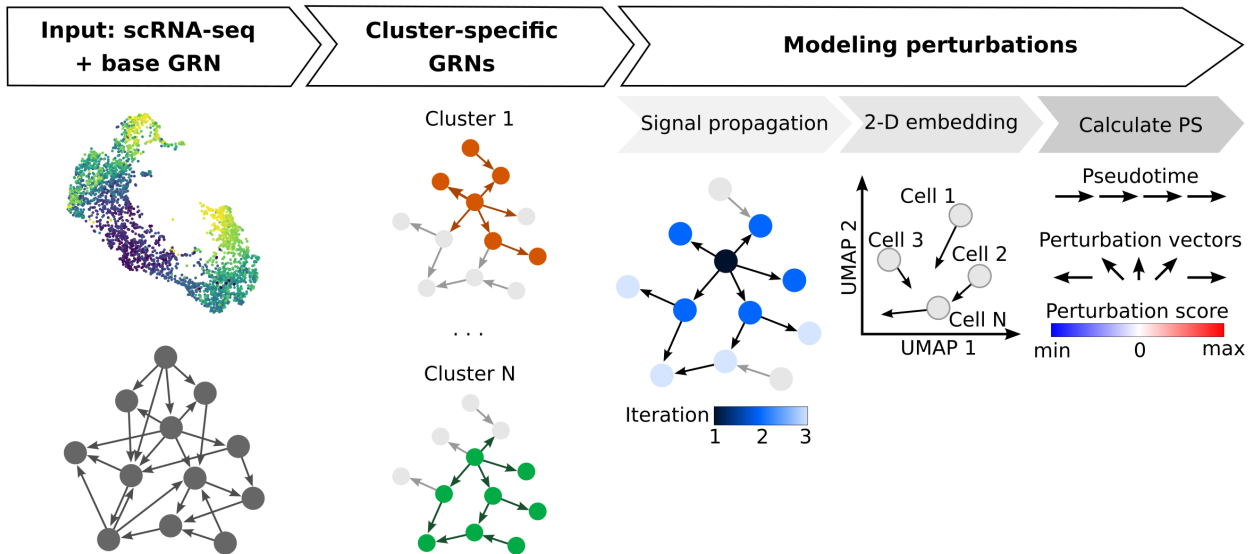 Input: scRNA-seq
+ base GRN
Cluster-specific
GRNs
Modeling perturbations
Signal propagation
2-D embedding
Calculate PS
Cluster 1
. . .
Cluster N
Iteration
1 2 3
UMAP 2
Cell 1
Cell 3
Cell 2
Cell N
UMAP 1
Pseudotime
Perturbation vectors
Perturbation score
min 0 max